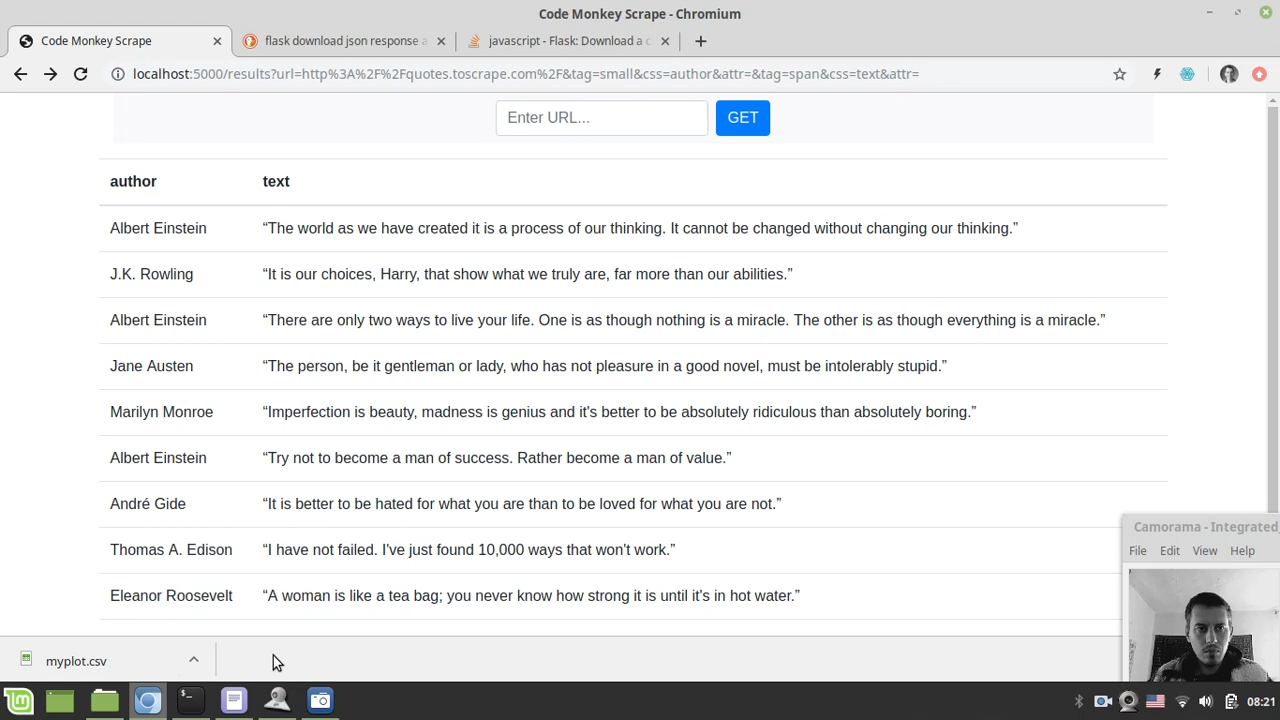 Code Monkey Scrape - Chromium
Code Monkey Scrape
flask download json response a
javascript - Flask: Download a c
localhost:5000/results?url=http%3A%2F%2Fquotes.toscrape.com%2F&tag=small&css=author&attr=&tag=span&css=text&attr=
Enter URL... GET
author text
Albert Einstein “The world as we have created it is a process of our thinking. It cannot be changed without changing our thinking.”
J.K. Rowling “It is our choices, Harry, that show what we truly are, far more than our abilities.”
Albert Einstein “There are only two ways to live your life. One is as though nothing is a miracle. The other is as though everything is a miracle.”
Jane Austen “The person, be it gentleman or lady, who has not pleasure in a good novel, must be intolerably stupid.”
Marilyn Monroe “Imperfection is beauty, madness is genius and it's better to be absolutely ridiculous than absolutely boring.”
Albert Einstein “Try not to become a man of success. Rather become a man of value.”
André Gide “It is better to be hated for what you are than to be loved for what you are not.”
Thomas A. Edison “I have not failed. I've just found 10,000 ways that won't work.”
Eleanor Roosevelt “A woman is like a tea bag; you never know how strong it is until it's in hot water.”
Camorama - Integrated_
File Edit View Help
myplot.csv
08:21